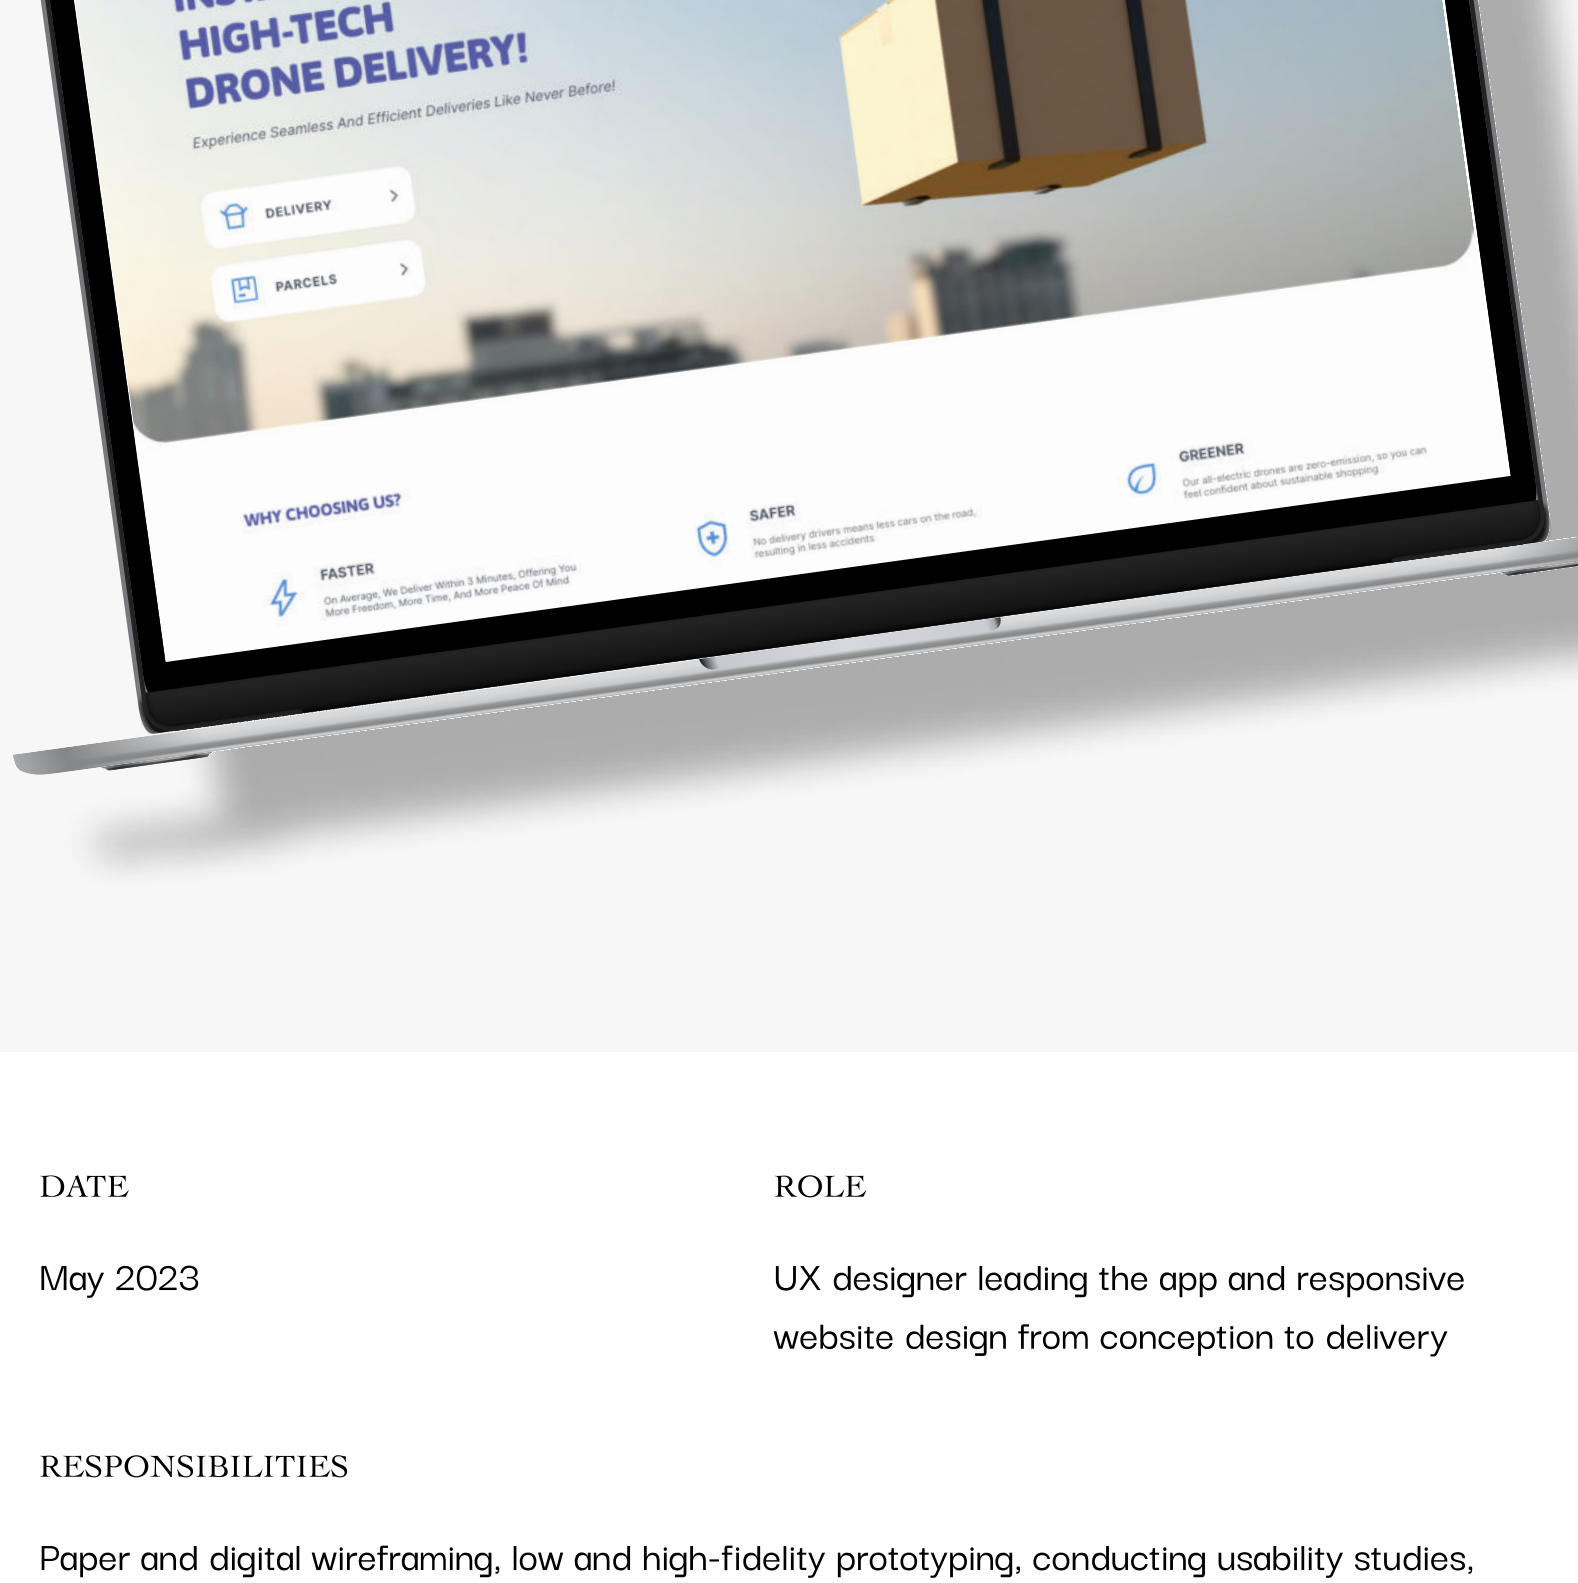 HIGH-TECH
DRONE DELIVERY!
Experience Seamless And Efficient Deliveries Like Never Before!
DELIVERY
PARCELS
WHY CHOOSING US?
FASTER
On Average, We Deliver Within 3 Minutes, Offering You
More Freedom, More Time, And More Peace Of Mind
SAFER
No delivery drivers means less cars on the road,
resulting in less accidents
GREENER
Our all-electric drones are zero-emission, so you can
feel confident about sustainable shopping
DATE
May 2023
ROLE
UX designer leading the app and responsive
website design from conception to delivery
RESPONSIBILITIES
Paper and digital wireframing, low and high-fidelity prototyping, conducting usability studies,